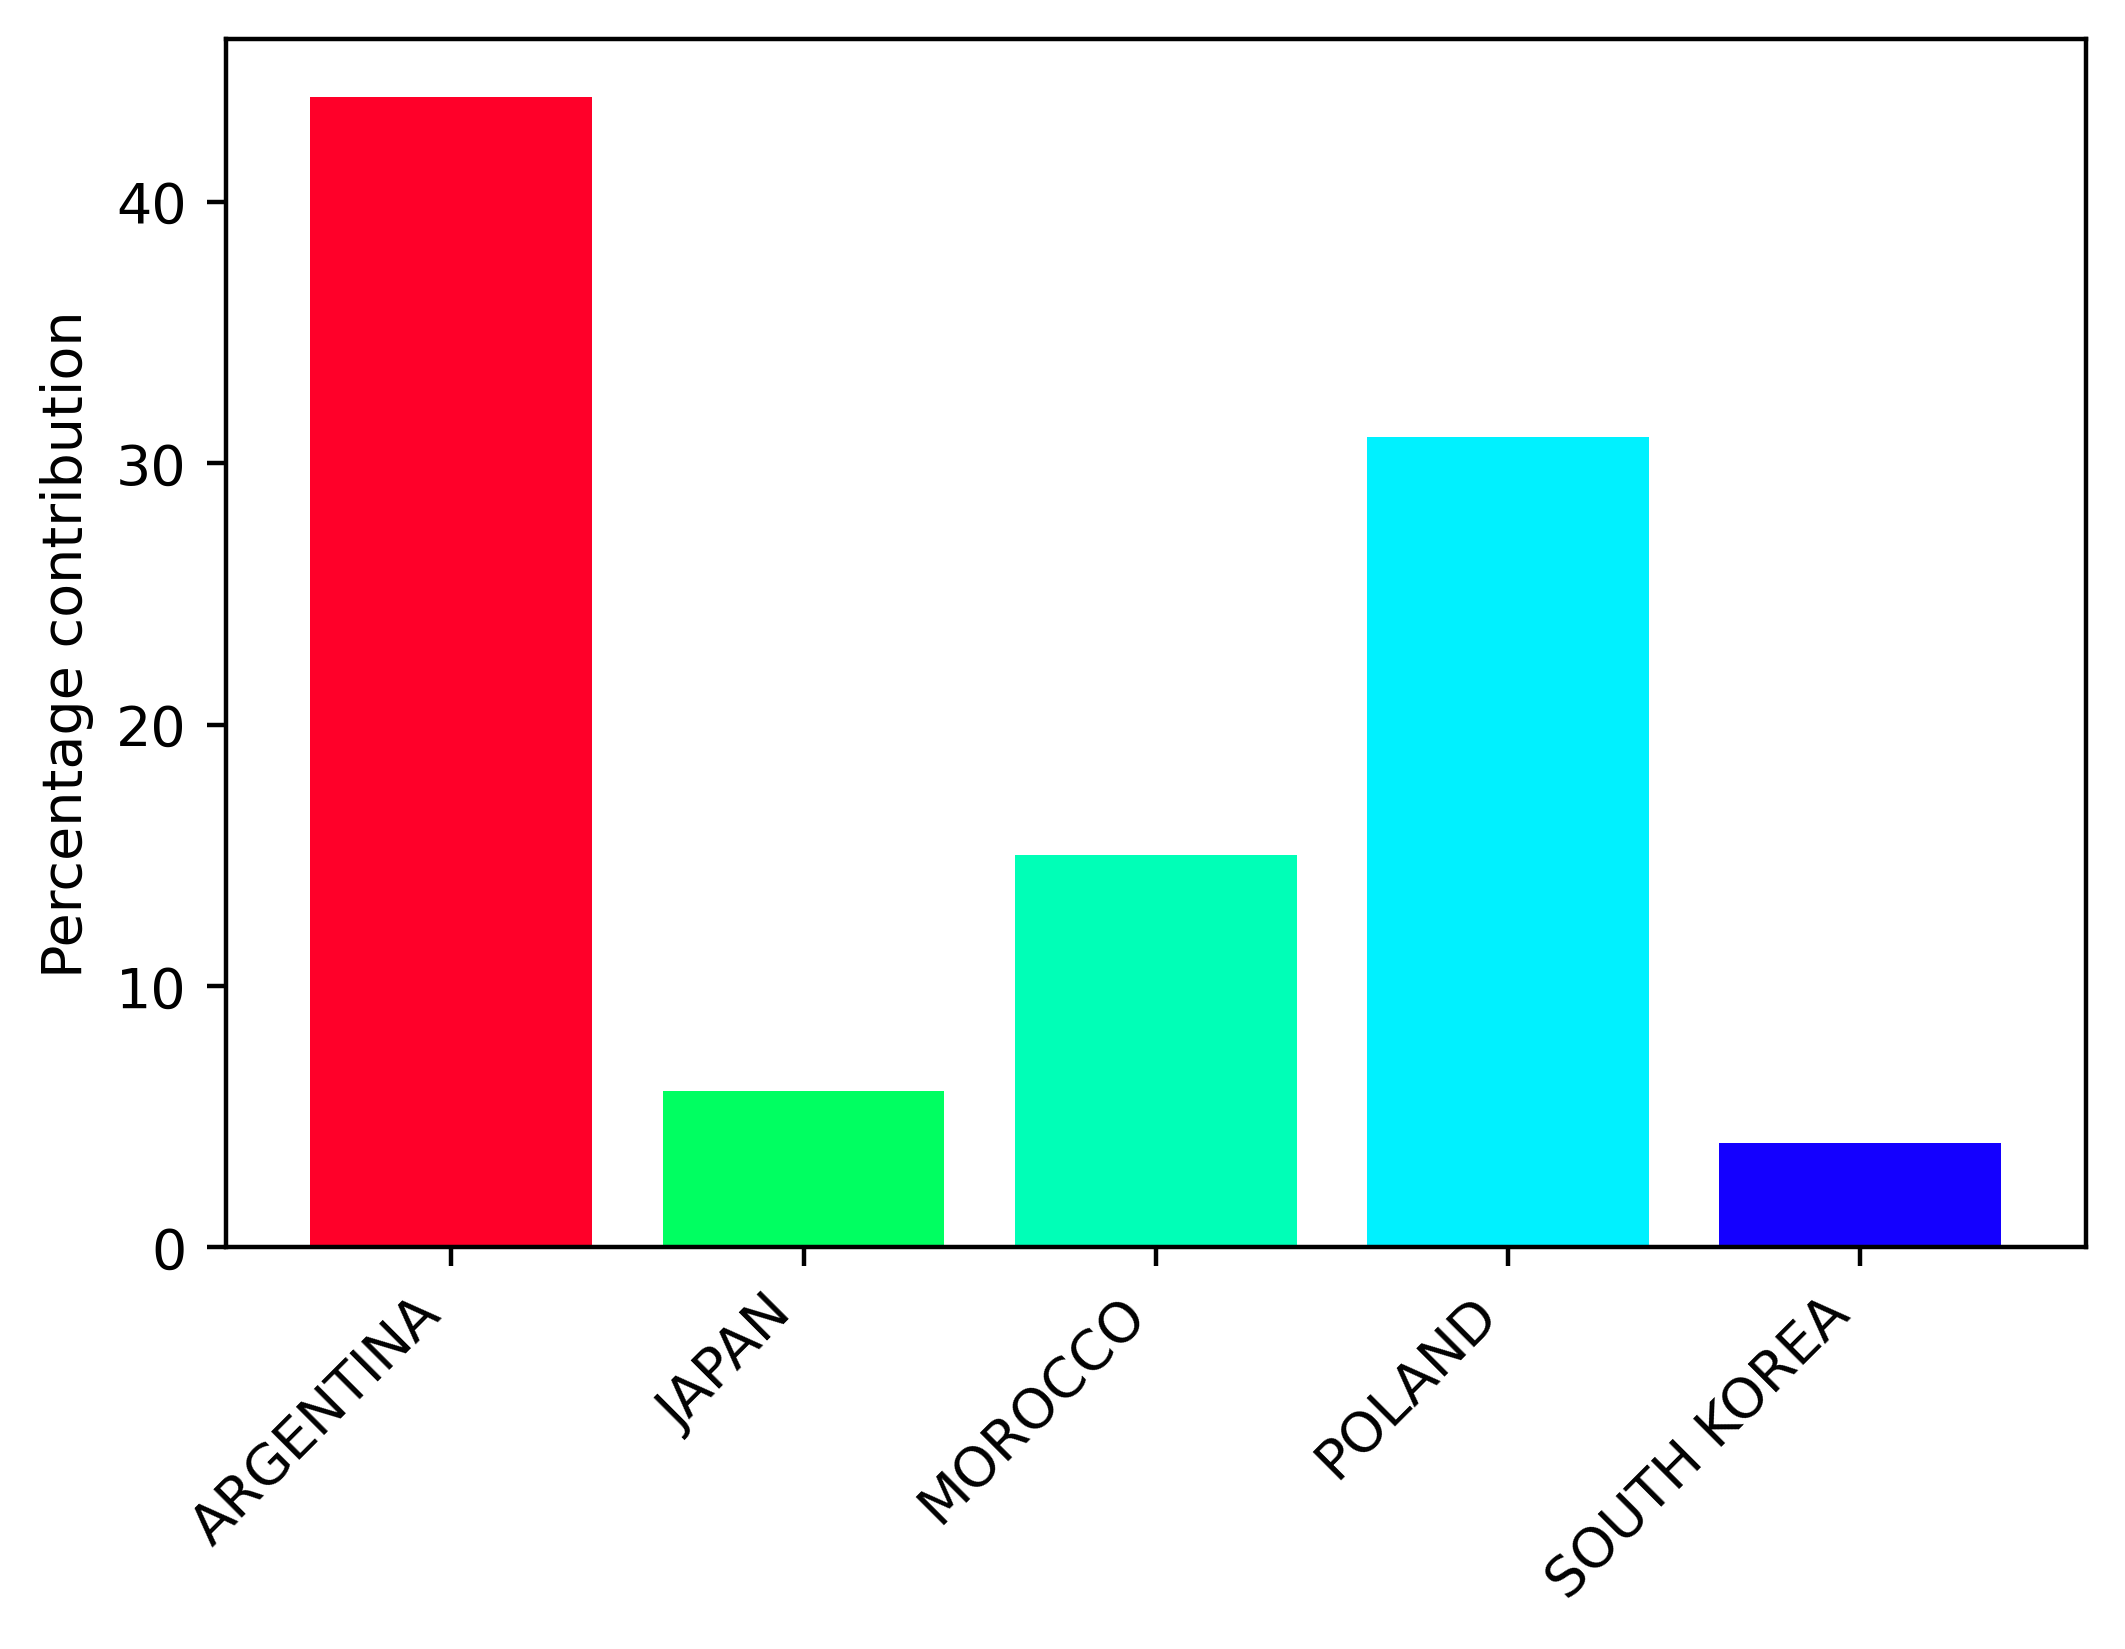 Percentage contribution
40
30
20
10
0
ARGENTINA
JAPAN
MOROCCO
POLAND
SOUTH KOREA